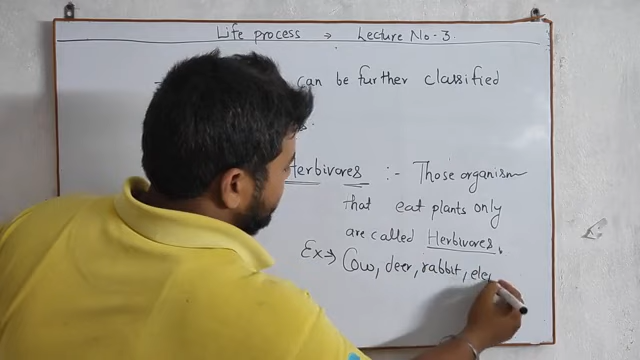 Life process → Lecture No-3.
can be further classified
Herbivores :- Those organism
that eat plants only
are called Herbivores.
Ex→ Cow, deer, rabbit, ele